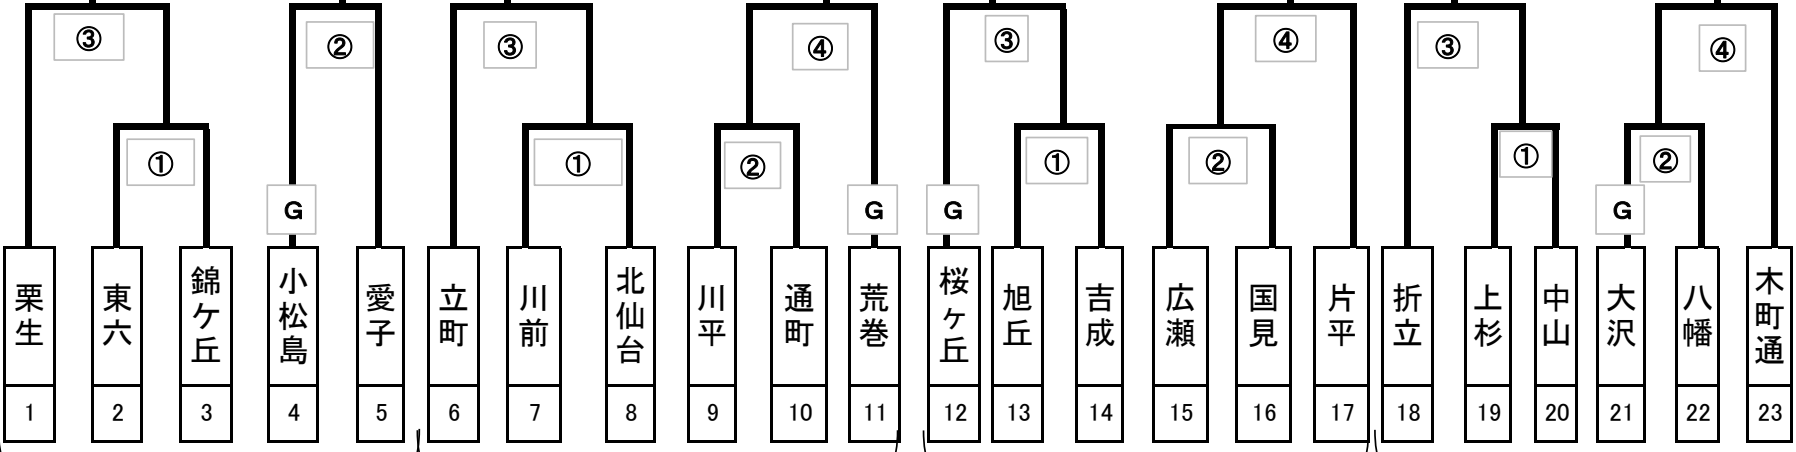 ③ ② ③ ④ ③ ④ ③ ④
① ① ② ① ② ① ②
G G G G
栗生
東六
錦ケ丘
小松島
愛子
立町
川前
北仙台
川平
通町
荒巻
桜ヶ丘
旭丘
吉成
広瀬
国見
片平
折立
上杉
中山
大沢
八幡
木町通
1 2 3 4 5 6 7 8 9 10 11 12 13 14 15 16 17 18 19 20 21 22 23